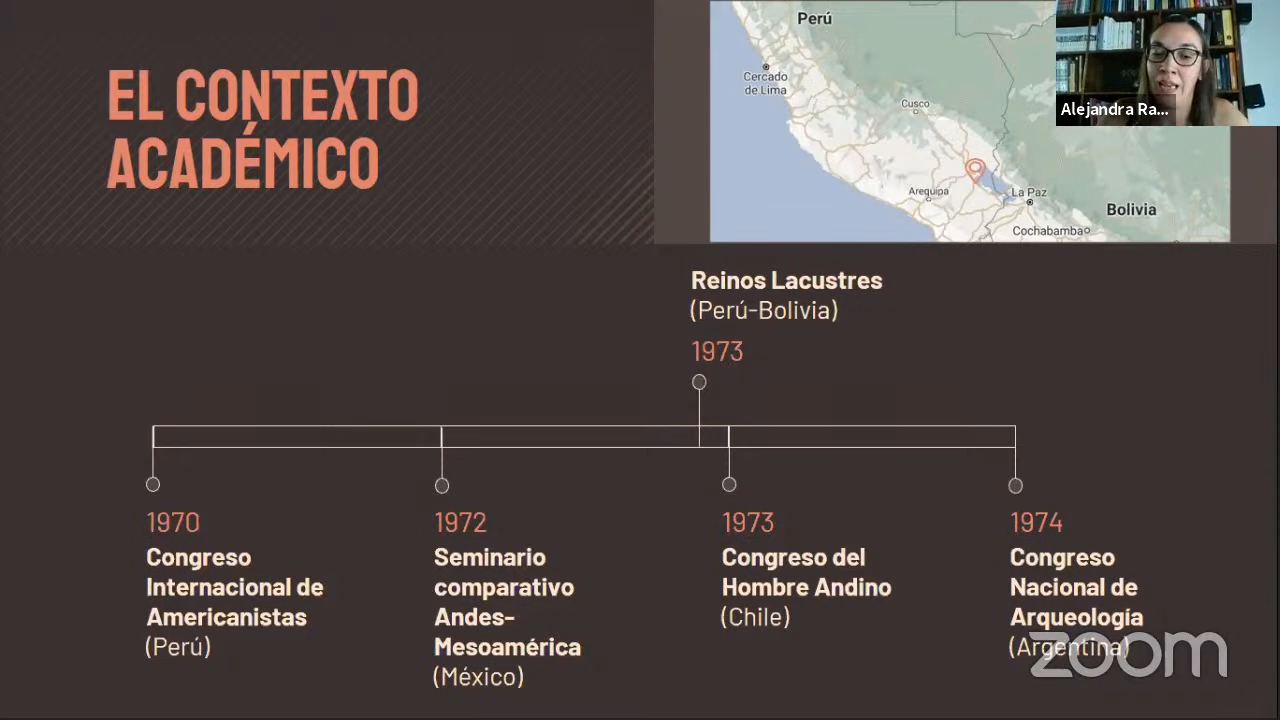 EL CONTEXTO
ACADÉMICO
Perú
Cercado
de Lima
Cusco
Arequipa
La Paz
Bolivia
Cochabamba
Alejandra Ra...
Reinos Lacustres
(Perú-Bolivia)
1973
1970
Congreso
Internacional de
Americanistas
(Perú)
1972
Seminario
comparativo
Andes-
Mesoamérica
(México)
1973
Congreso del
Hombre Andino
(Chile)
1974
Congreso
Nacional de
Arqueología
(Argentina)
zoom